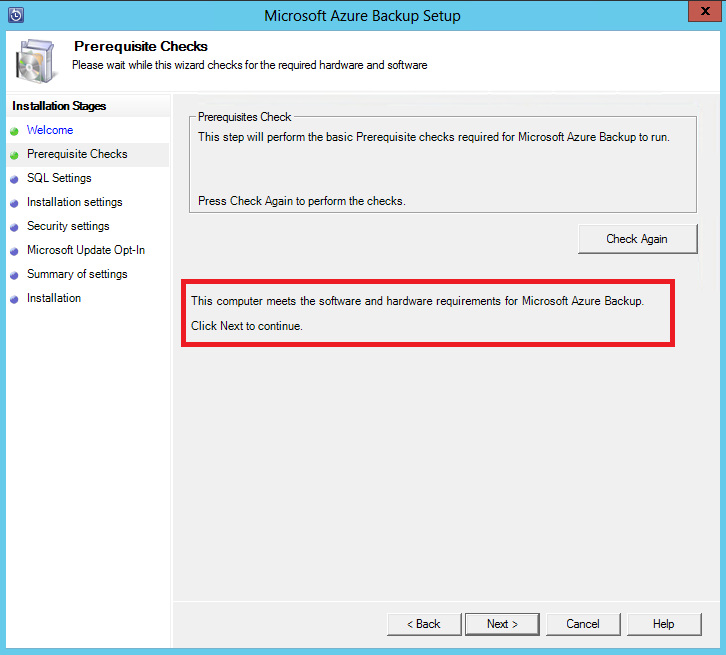 Microsoft Azure Backup Setup
X
Prerequisite Checks
Please wait while this wizard checks for the required hardware and software
Installation Stages
Welcome
Prerequisite Checks
SQL Settings
Installation settings
Security settings
Microsoft Update Opt-In
Summary of settings
Installation
Prerequisites Check
This step will perform the basic Prerequisite checks required for Microsoft Azure Backup to run.
Press Check Again to perform the checks.
Check Again
This computer meets the software and hardware requirements for Microsoft Azure Backup.
Click Next to continue.
< Back
Next >
Cancel
Help